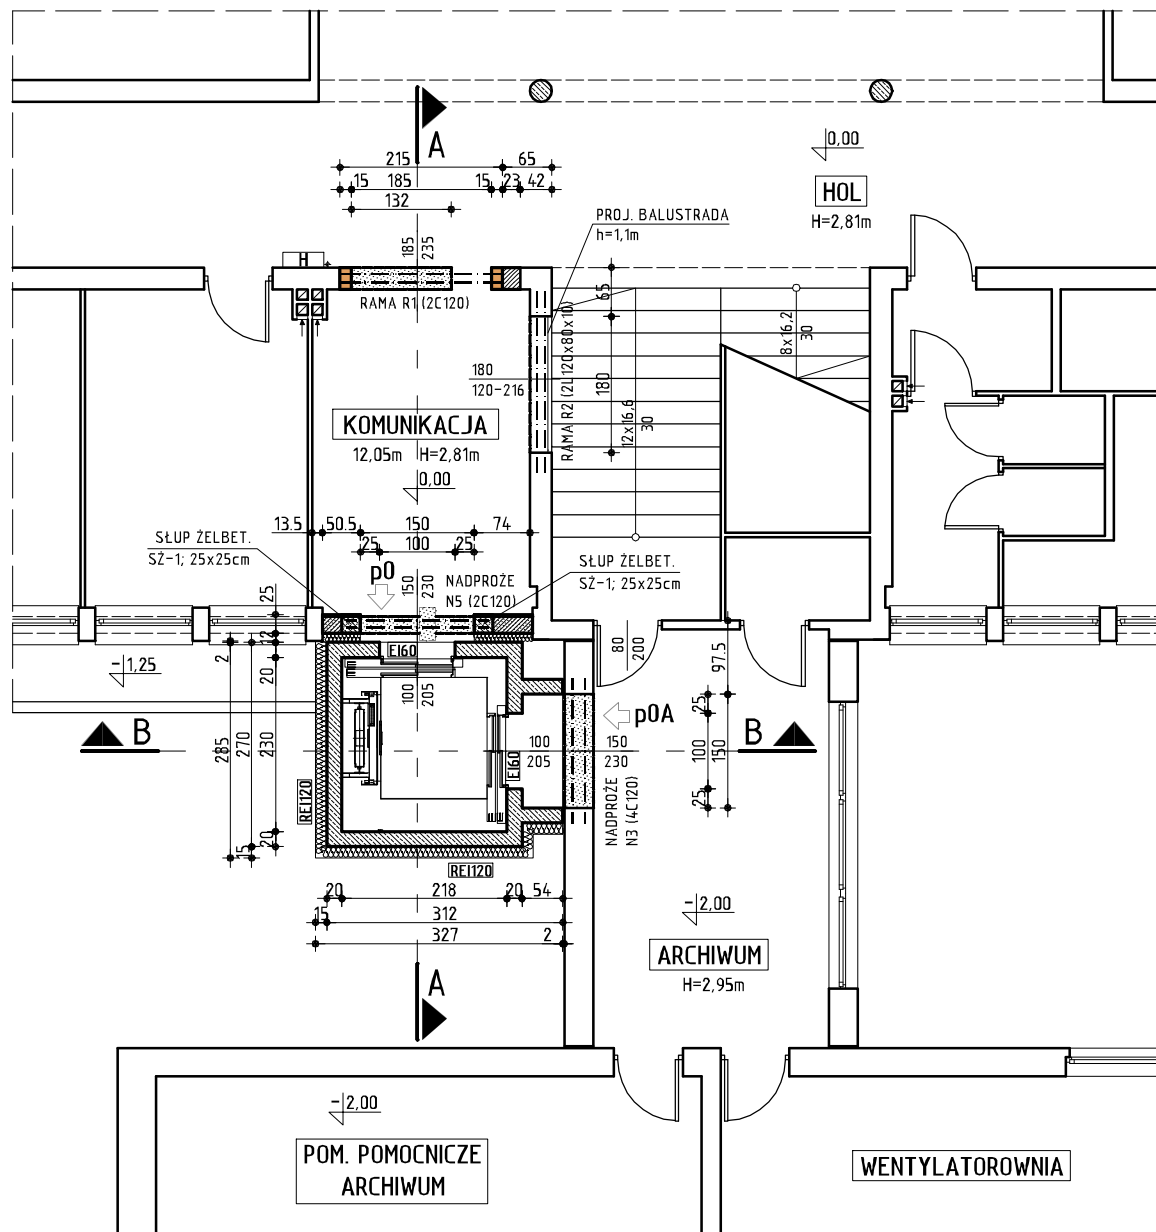 A
0,00
HOL
H=2,81m
215
65
15
185
15
23
42
132
185
235
PROJ. BALUSTRADA
h=1,1m
H
RAMA R1 (2C120)
RAMA R2 (2L120x80x10)
65
180
12x16,6
30
8x16,2
30
180
120-216
KOMUNIKACJA
12,05m H=2,81m
0,00
13.5
50.5
150
74
25
100
25
SŁUP ŻELBET.
SŻ-1; 25x25cm
SŁUP ŻELBET.
SŻ-1; 25x25cm
p0
150
230
NADPROŻE
N5 (2C120)
25
2
2
20
-1,25
EI60
100
205
80
200
97.5
B
285
270
230
REI120
100
205
EI60
150
230
p0A
25
100
150
25
B
NADPROŻE
N3 (4C120)
15
20
REI120
20
218
20
54
15
312
327
2
-2,00
ARCHIWUM
H=2,95m
A
-2,00
POM. POMOCNICZE
ARCHIWUM
WENTYLATOROWNIA